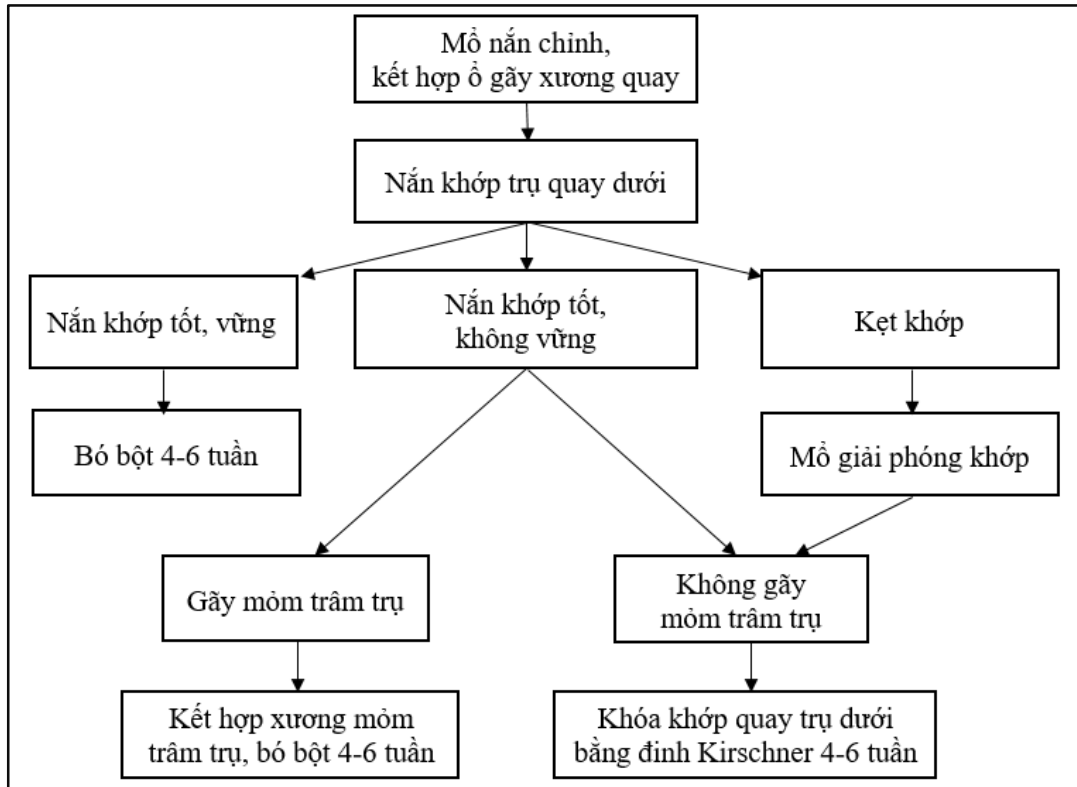 Mổ nắn chỉnh,
kết hợp ổ gãy xương quay
Nắn khớp trụ quay dưới
Nắn khớp tốt, vững
Nắn khớp tốt,
không vững
Kẹt khớp
Bó bột 4-6 tuần
Mổ giải phóng khớp
Gãy mỏm trâm trụ
Không gãy
mỏm trâm trụ
Kết hợp xương mỏm
trâm trụ, bó bột 4-6 tuần
Khóa khớp quay trụ dưới
bằng đinh Kirschner 4-6 tuần